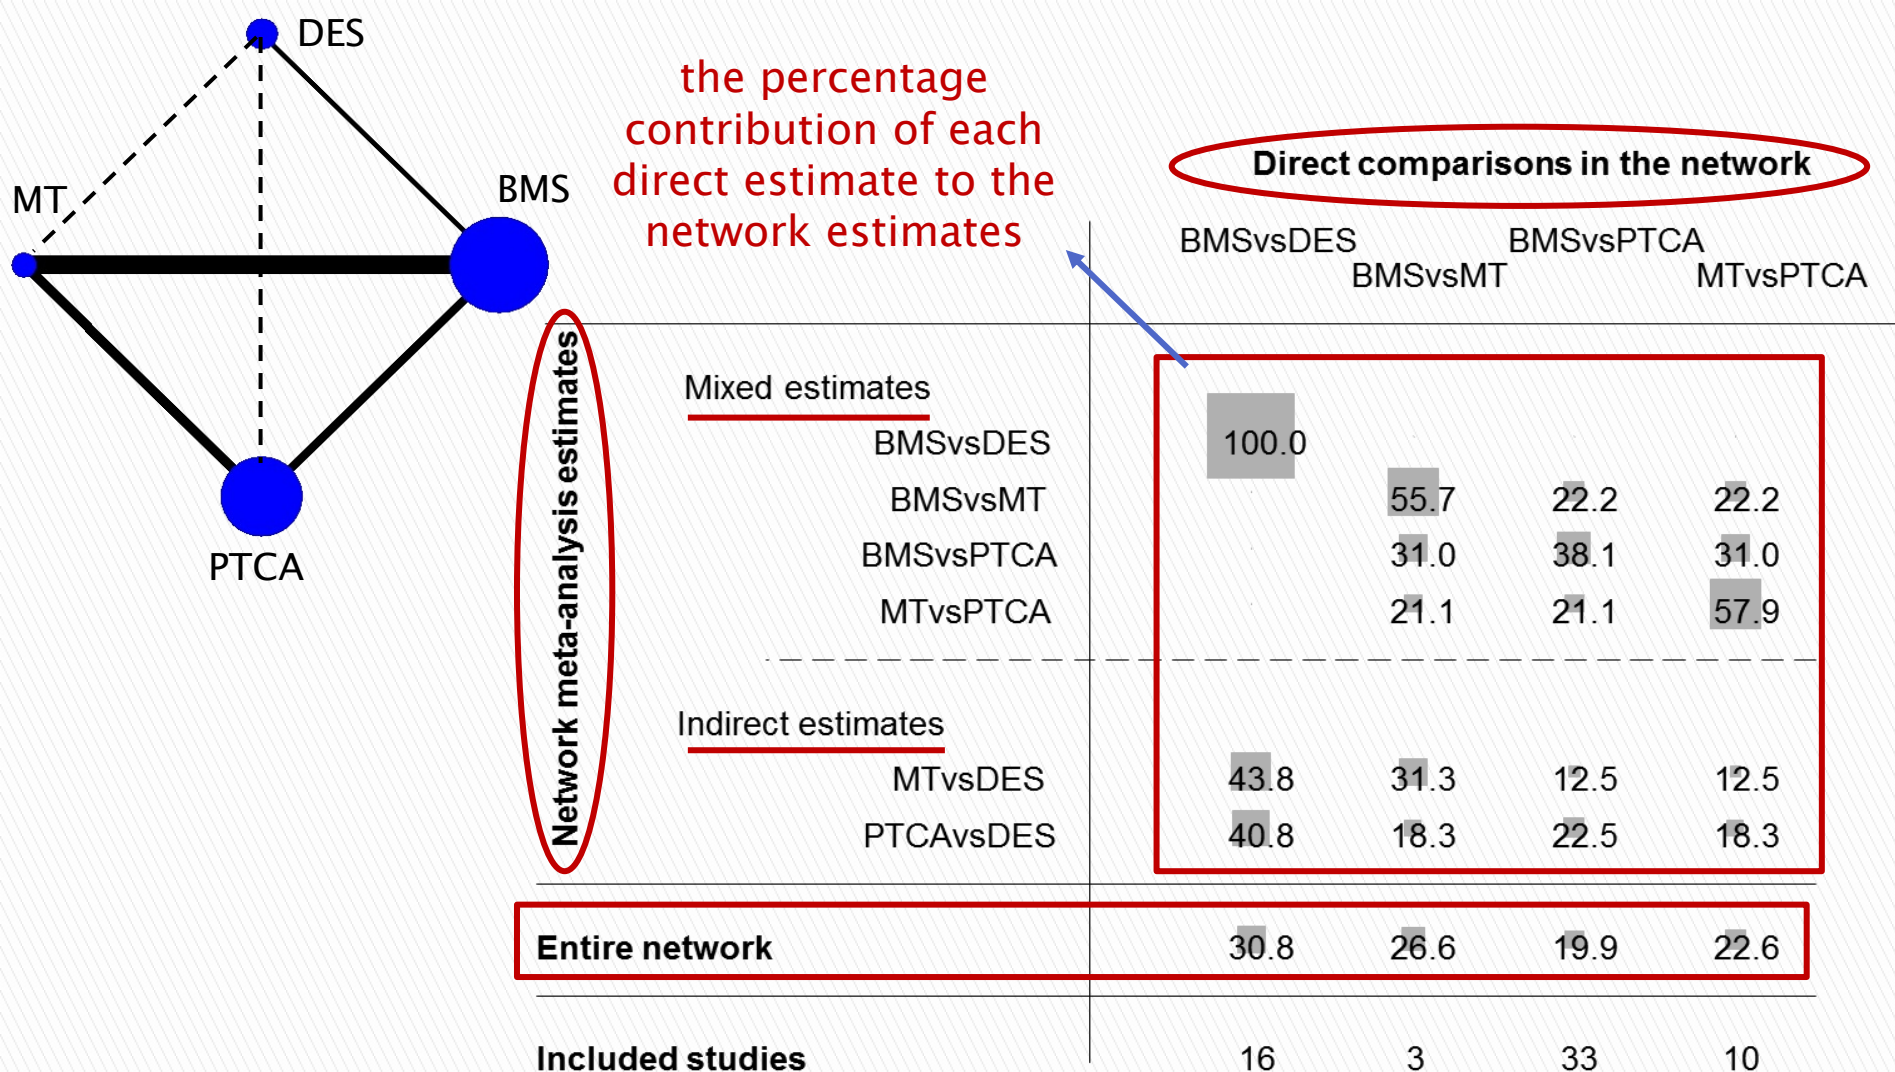 DES
MT
BMS
PTCA
the percentage
contribution of each
direct estimate to the
network estimates
Direct comparisons in the network
BMSvsDES BMSvsPTCA
BMSvsMT MTvsPTCA
Network meta-analysis estimates
Mixed estimates
BMSvsDES 100.0
BMSvsMT 55.7 22.2 22.2
BMSvsPTCA 31.0 38.1 31.0
MTvsPTCA 21.1 21.1 57.9
Indirect estimates
MTvsDES 43.8 31.3 12.5 12.5
PTCAvsDES 40.8 18.3 22.5 18.3
Entire network 30.8 26.6 19.9 22.6
Included studies 16 3 33 10